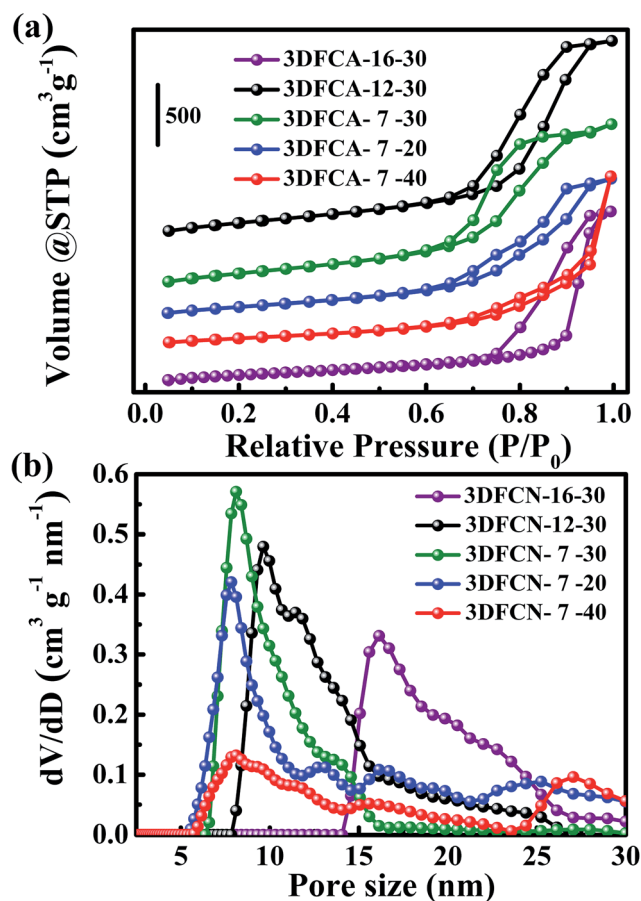 (a)
Volume @STP (cm³g⁻¹)
500
3DFCA-16-30
3DFCA-12-30
3DFCA- 7 -30
3DFCA- 7 -20
3DFCA- 7 -40
0.0 0.2 0.4 0.6 0.8 1.0
Relative Pressure (P/P₀)
(b)
dV/dD (cm³ g⁻¹ nm⁻¹)
0.6
0.5
0.4
0.3
0.2
0.1
0.0
3DFCN-16-30
3DFCN-12-30
3DFCN- 7 -30
3DFCN- 7 -20
3DFCN- 7 -40
5 10 15 20 25 30
Pore size (nm)